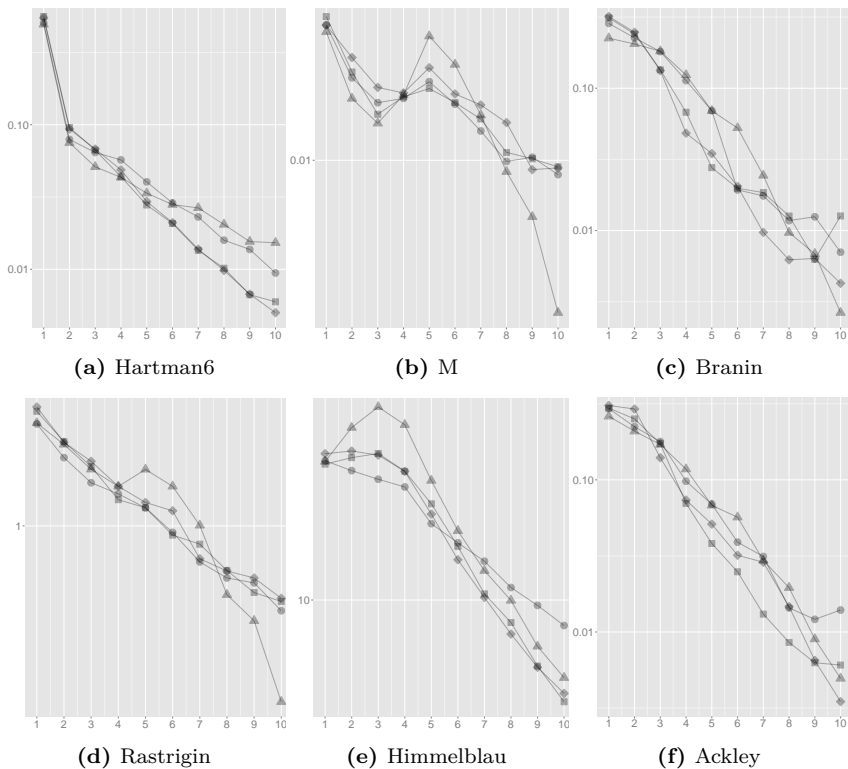 0.10
0.01
1 2 3 4 5 6 7 8 9 10
(a) Hartman6
0.01
1 2 3 4 5 6 7 8 9 10
(b) M
0.10
0.01
1 2 3 4 5 6 7 8 9 10
(c) Branin
1
1 2 3 4 5 6 7 8 9 10
(d) Rastrigin
10
1 2 3 4 5 6 7 8 9 10
(e) Himmelblau
0.10
0.01
1 2 3 4 5 6 7 8 9 10
(f) Ackley